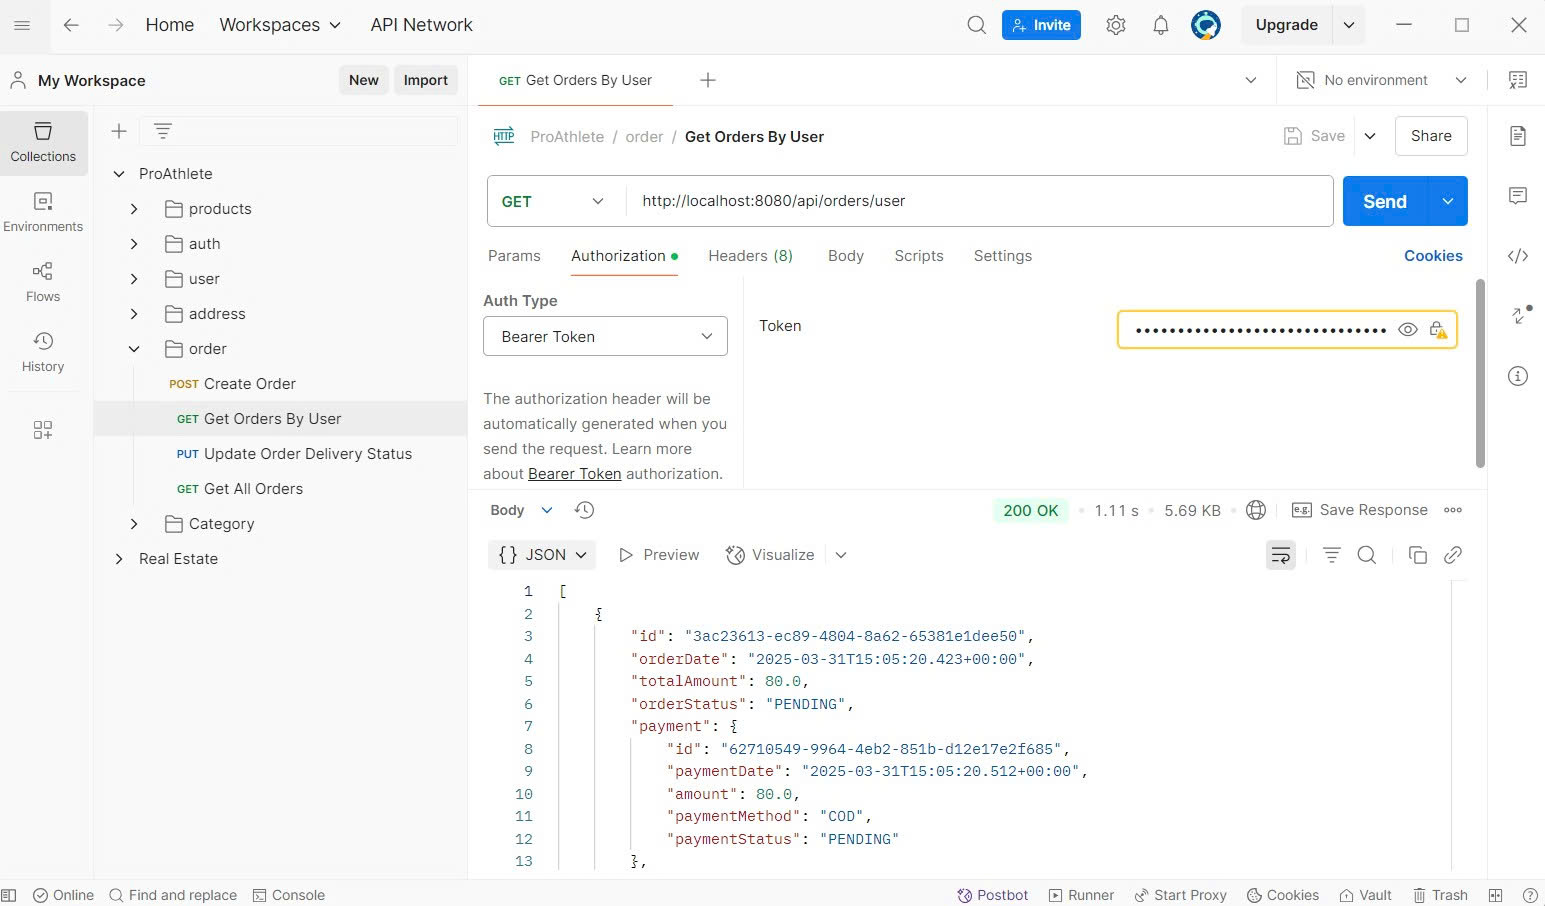 Home Workspaces API Network Invite Upgrade
My Workspace New Import GET Get Orders By User No environment
Collections
Environments
Flows
History
ProAthlete
products
auth
user
address
order
POST Create Order
GET Get Orders By User
PUT Update Order Delivery Status
GET Get All Orders
Category
Real Estate
HTTP ProAthlete / order / Get Orders By User Save Share
GET http://localhost:8080/api/orders/user Send
Params Authorization Headers (8) Body Scripts Settings Cookies
Auth Type
Bearer Token
Token ••••••••••••••••••••••••••••••
The authorization header will be
automatically generated when you
send the request. Learn more
about Bearer Token authorization.
Body 200 OK • 1.11 s • 5.69 KB • e.g. Save Response
{} JSON Preview Visualize
1 [
2 {
3 "id": "3ac23613-ec89-4804-8a62-65381e1dee50",
4 "orderDate": "2025-03-31T15:05:20.423+00:00",
5 "totalAmount": 80.0,
6 "orderStatus": "PENDING",
7 "payment": {
8 "id": "62710549-9964-4eb2-851b-d12e17e2f685",
9 "paymentDate": "2025-03-31T15:05:20.512+00:00",
10 "amount": 80.0,
11 "paymentMethod": "COD",
12 "paymentStatus": "PENDING"
13 },
Online Find and replace Console Postbot Runner Start Proxy Cookies Vault Trash